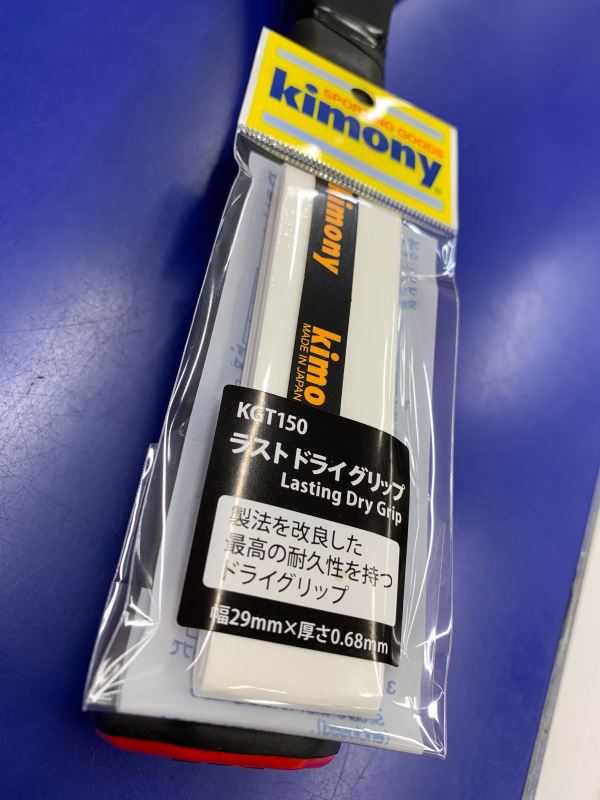 SPORTING GOODS
kimony
kimony
kimo
MADE IN JAPAN
KGT150
ラストドライグリップ
Lasting Dry Grip
製法を改良した
最高の耐久性を持つ
ドライグリップ
幅29mm×厚さ0.68mm
3
(enclosed).